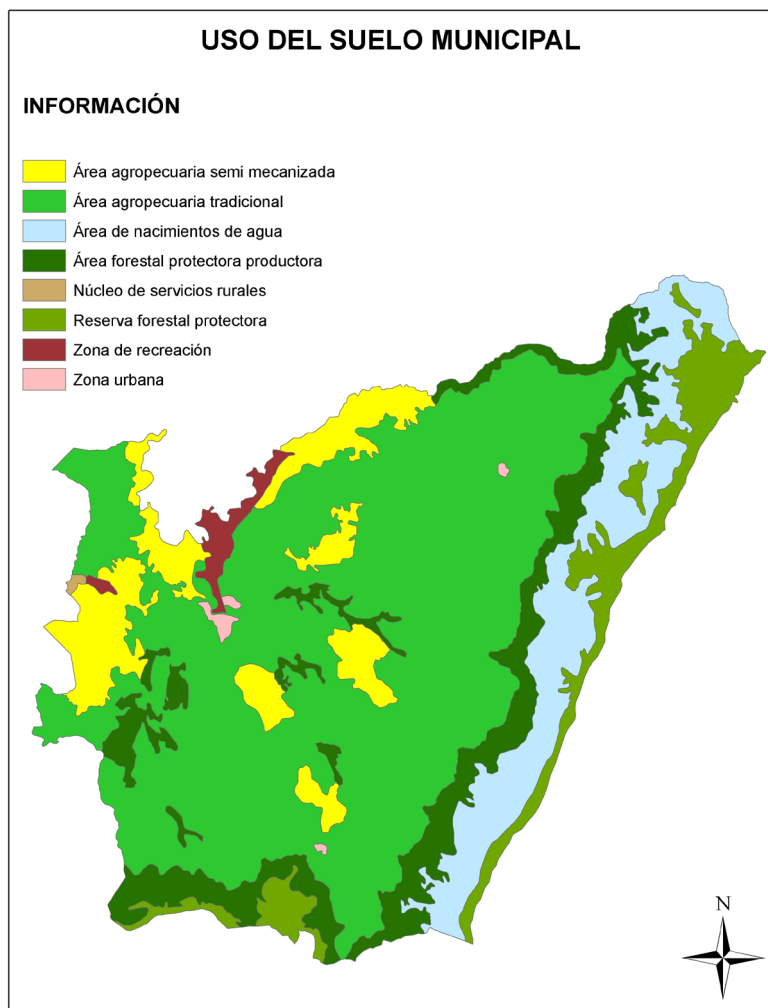 USO DEL SUELO MUNICIPAL
INFORMACIÓN
Área agropecuaria semi mecanizada
Área agropecuaria tradicional
Área de nacimientos de agua
Área forestal protectora productora
Núcleo de servicios rurales
Reserva forestal protectora
Zona de recreación
Zona urbana
N